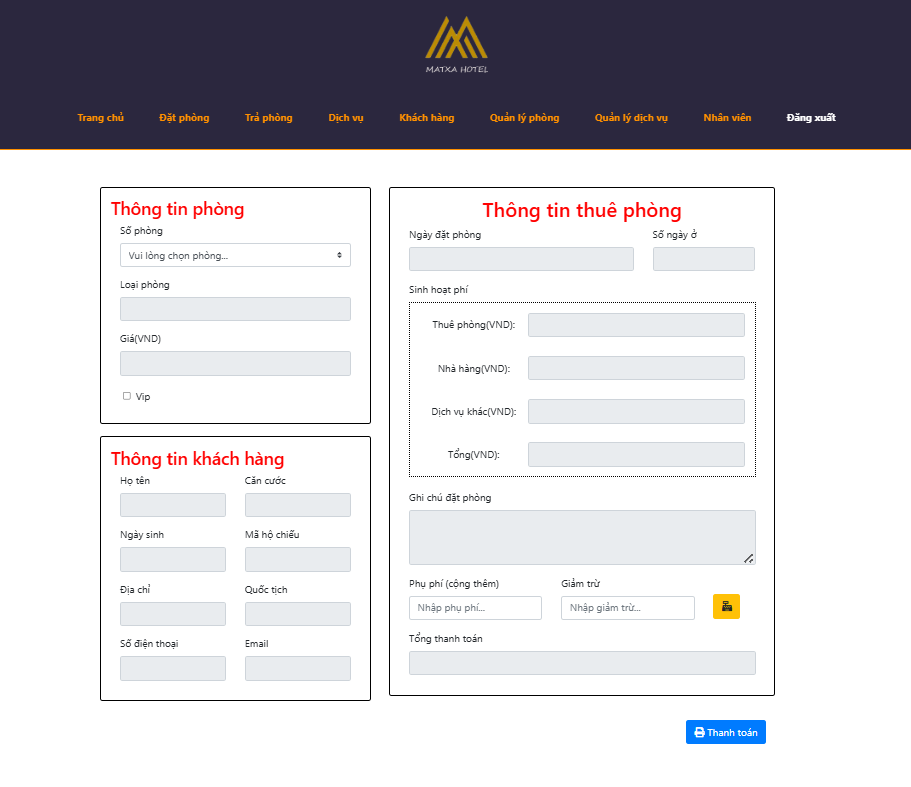 MATXA HOTEL
Trang chủ Đặt phòng Trả phòng Dịch vụ Khách hàng Quản lý phòng Quản lý dịch vụ Nhân viên Đăng xuất
Thông tin phòng
Số phòng
Vui lòng chọn phòng...
Loại phòng
Giá(VND)
Vip
Thông tin khách hàng
Họ tên Căn cước
Ngày sinh Mã hộ chiếu
Địa chỉ Quốc tịch
Số điện thoại Email
Thông tin thuê phòng
Ngày đặt phòng Số ngày ở
Sinh hoạt phí
Thuê phòng(VND):
Nhà hàng(VND):
Dịch vụ khác(VND):
Tổng(VND):
Ghi chú đặt phòng
Phụ phí (cộng thêm) Giảm trừ
Nhập phụ phí... Nhập giảm trừ...
Tổng thanh toán
Thanh toán